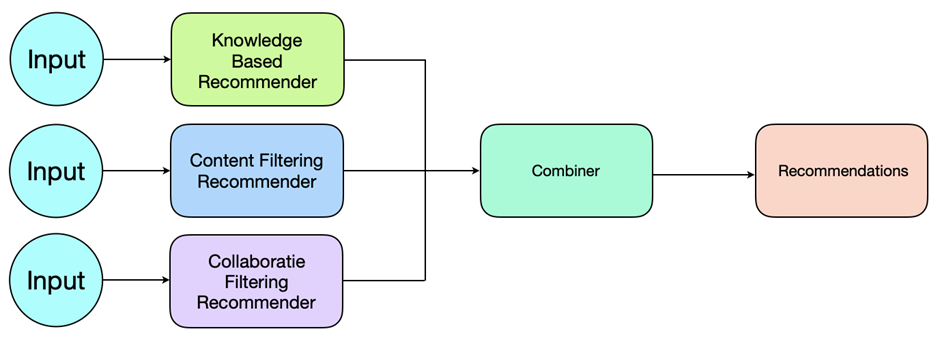 Input
Knowledge
Based
Recommender
Input
Content Filtering
Recommender
Combiner
Recommendations
Input
Collaboratie
Filtering
Recommender